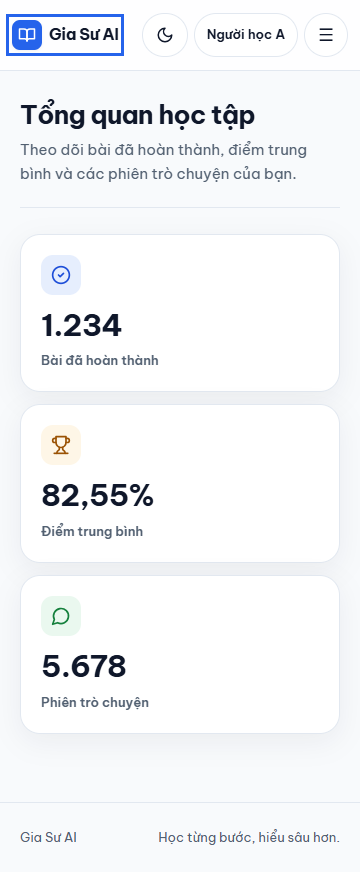 Gia Sư AI
Người học A
Tổng quan học tập
Theo dõi bài đã hoàn thành, điểm trung
bình và các phiên trò chuyện của bạn.
1.234
Bài đã hoàn thành
82,55%
Điểm trung bình
5.678
Phiên trò chuyện
Gia Sư AI
Học từng bước, hiểu sâu hơn.